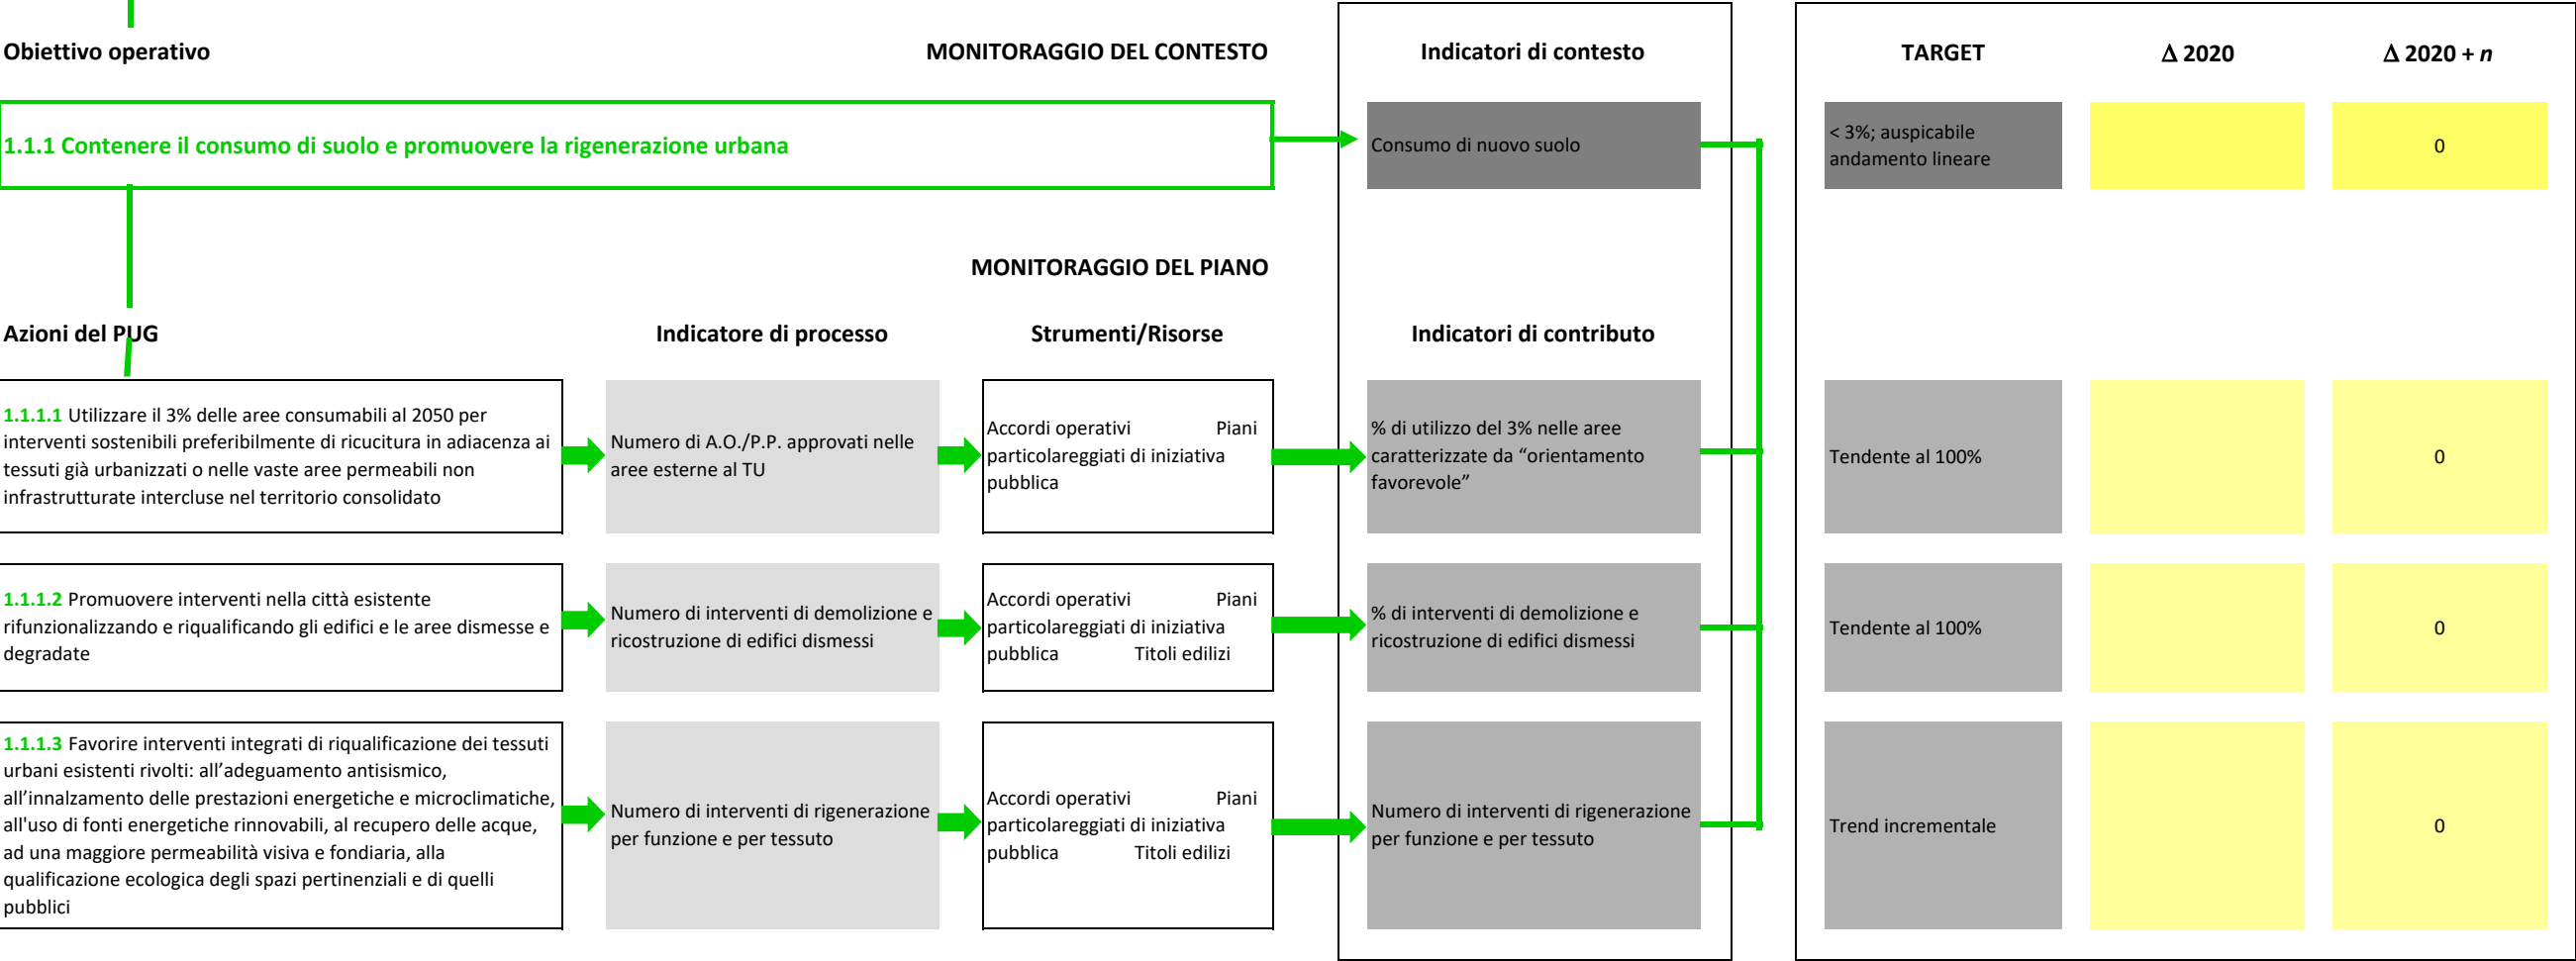 Obiettivo operativo
MONITORAGGIO DEL CONTESTO
Indicatori di contesto
TARGET
Δ 2020
Δ 2020 + n
1.1.1 Contenere il consumo di suolo e promuovere la rigenerazione urbana
Consumo di nuovo suolo
< 3%; auspicabile
andamento lineare
0
MONITORAGGIO DEL PIANO
Azioni del PUG
Indicatore di processo
Strumenti/Risorse
Indicatori di contributo
1.1.1.1 Utilizzare il 3% delle aree consumabili al 2050 per
interventi sostenibili preferibilmente di ricucitura in adiacenza ai
tessuti già urbanizzati o nelle vaste aree permeabili non
infrastrutturate intercluse nel territorio consolidato
Numero di A.O./P.P. approvati nelle
aree esterne al TU
Accordi operativi Piani
particolareggiati di iniziativa
pubblica
% di utilizzo del 3% nelle aree
caratterizzate da “orientamento
favorevole”
Tendente al 100%
0
1.1.1.2 Promuovere interventi nella città esistente
rifunzionalizzando e riqualificando gli edifici e le aree dismesse e
degradate
Numero di interventi di demolizione e
ricostruzione di edifici dismessi
Accordi operativi Piani
particolareggiati di iniziativa
pubblica Titoli edilizi
% di interventi di demolizione e
ricostruzione di edifici dismessi
Tendente al 100%
0
1.1.1.3 Favorire interventi integrati di riqualificazione dei tessuti
urbani esistenti rivolti: all’adeguamento antisismico,
all’innalzamento delle prestazioni energetiche e microclimatiche,
all'uso di fonti energetiche rinnovabili, al recupero delle acque,
ad una maggiore permeabilità visiva e fondiaria, alla
qualificazione ecologica degli spazi pertinenziali e di quelli
pubblici
Numero di interventi di rigenerazione
per funzione e per tessuto
Accordi operativi Piani
particolareggiati di iniziativa
pubblica Titoli edilizi
Numero di interventi di rigenerazione
per funzione e per tessuto
Trend incrementale
0